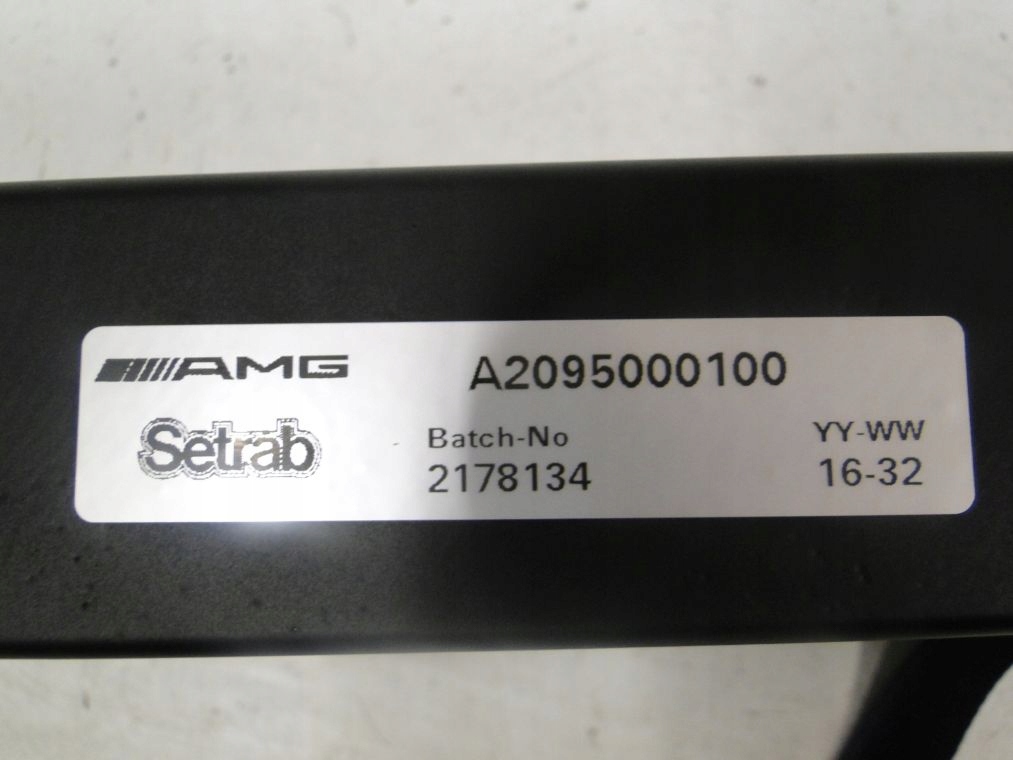 AMG A2095000100
Setrab Batch-No YY-WW
2178134 16-32